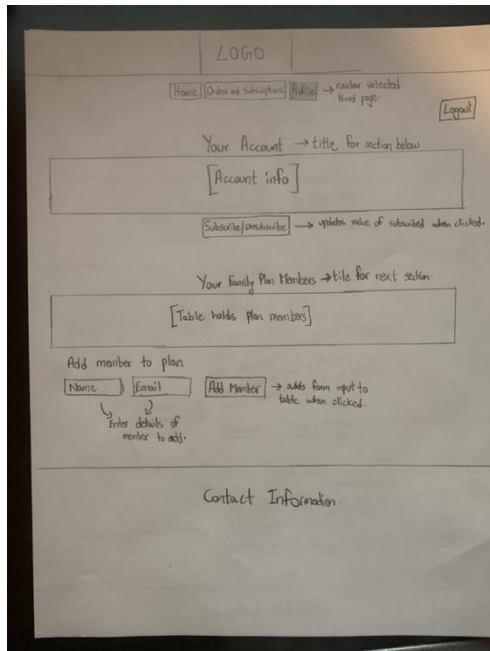 LOGO
Home Orders and Subscriptions Profile → navbar selected
third page.
Logout
Your Account → title for section below
[Account info]
Subscribe/Unsubscribe → updates value of subscribed when clicked.
Your Family Plan Members → title for next section.
[Table holds plan members]
Add member to plan
Name Email Add Member → adds form input to
table when clicked.
Enter details of
member to add.
Contact Information